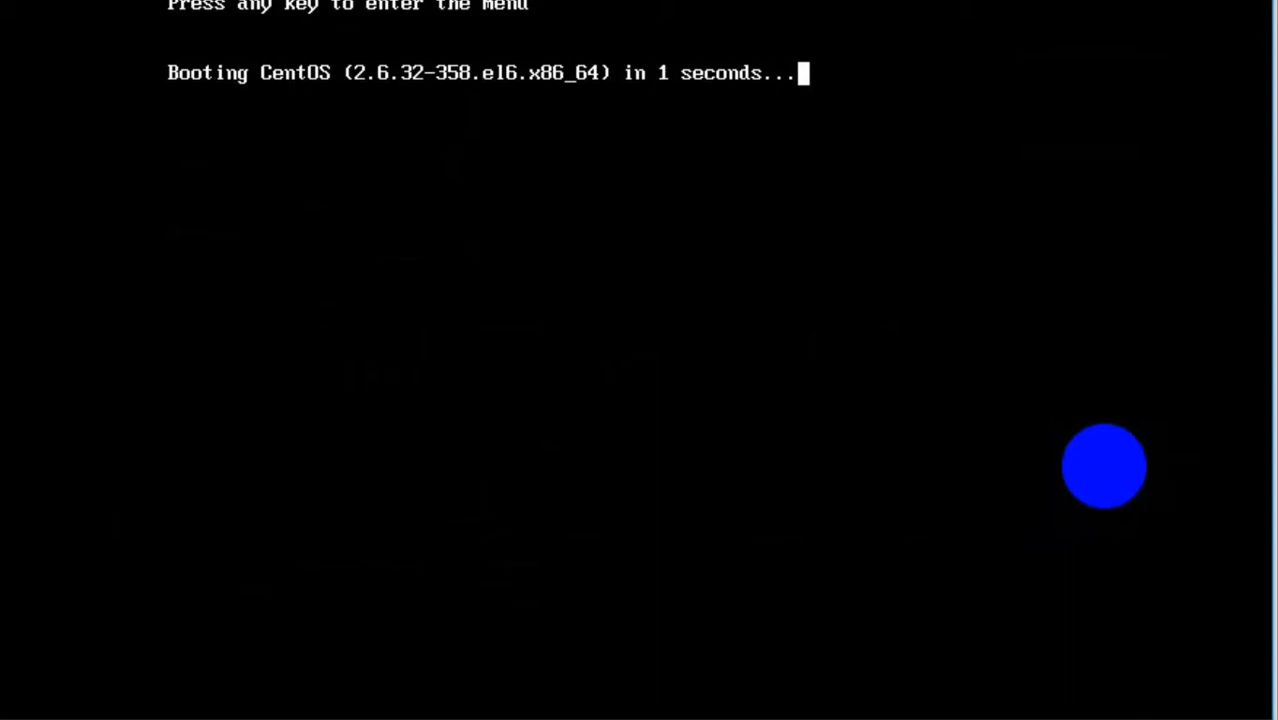 Press any key to enter the menu
Booting CentOS (2.6.32-358.el6.x86_64) in 1 seconds...